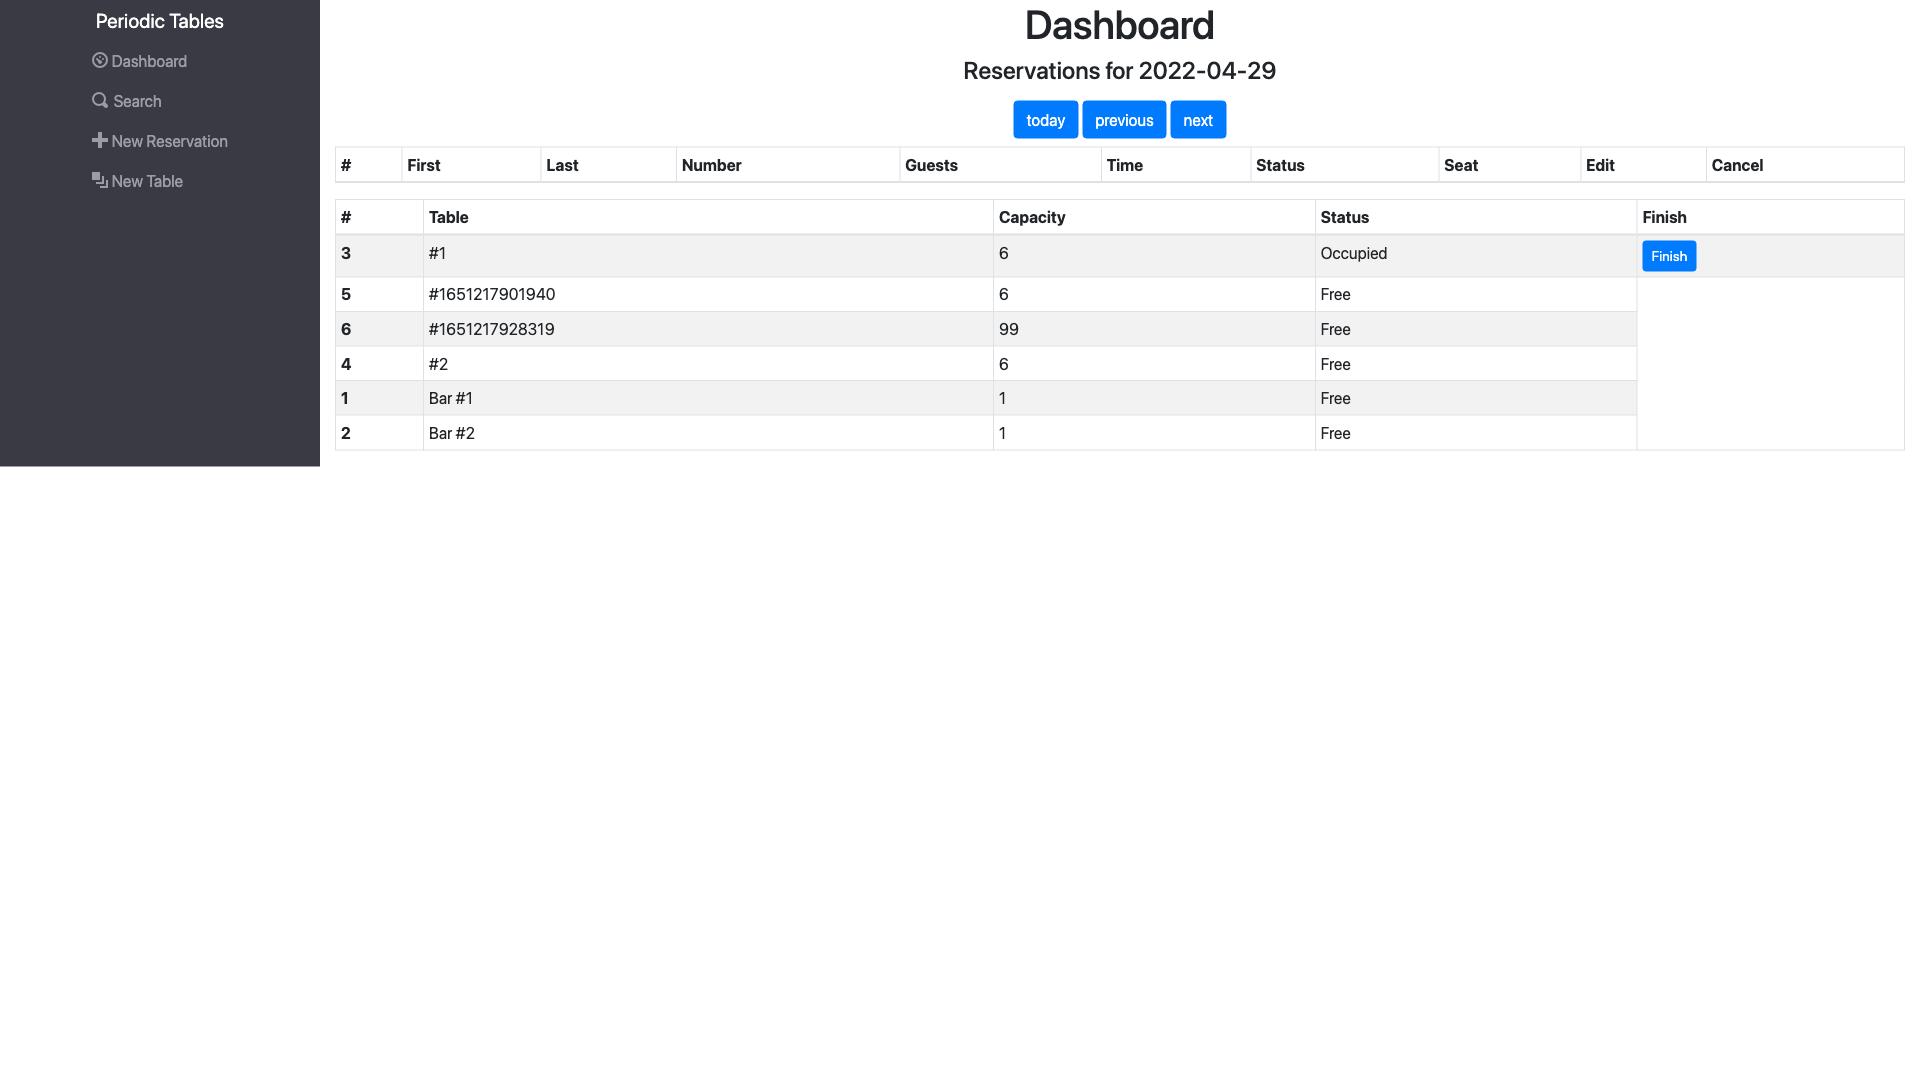 Periodic Tables
Dashboard
Search
New Reservation
New Table
Dashboard
Reservations for 2022-04-29
today previous next
# First Last Number Guests Time Status Seat Edit Cancel
# Table Capacity Status Finish
3 #1 6 Occupied Finish
5 #1651217901940 6 Free
6 #1651217928319 99 Free
4 #2 6 Free
1 Bar #1 1 Free
2 Bar #2 1 Free